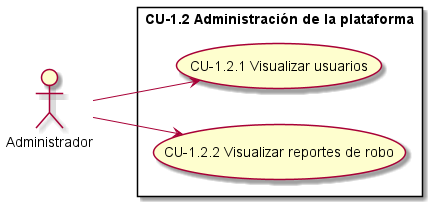 CU-1.2 Administración de la plataforma
CU-1.2.1 Visualizar usuarios
Administrador
CU-1.2.2 Visualizar reportes de robo